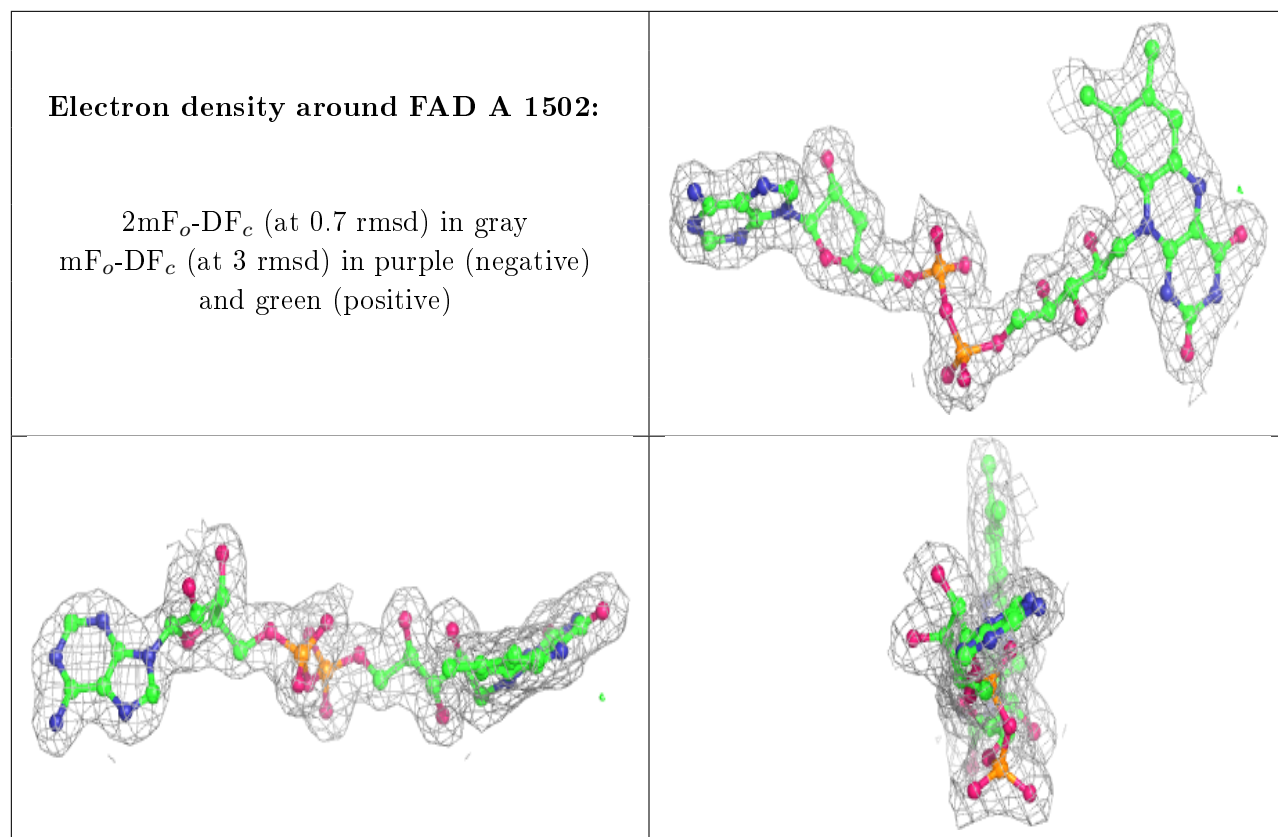 Electron density around FAD A 1502:
2mFo-DFc (at 0.7 rmsd) in gray
mFo-DFc (at 3 rmsd) in purple (negative)
and green (positive)